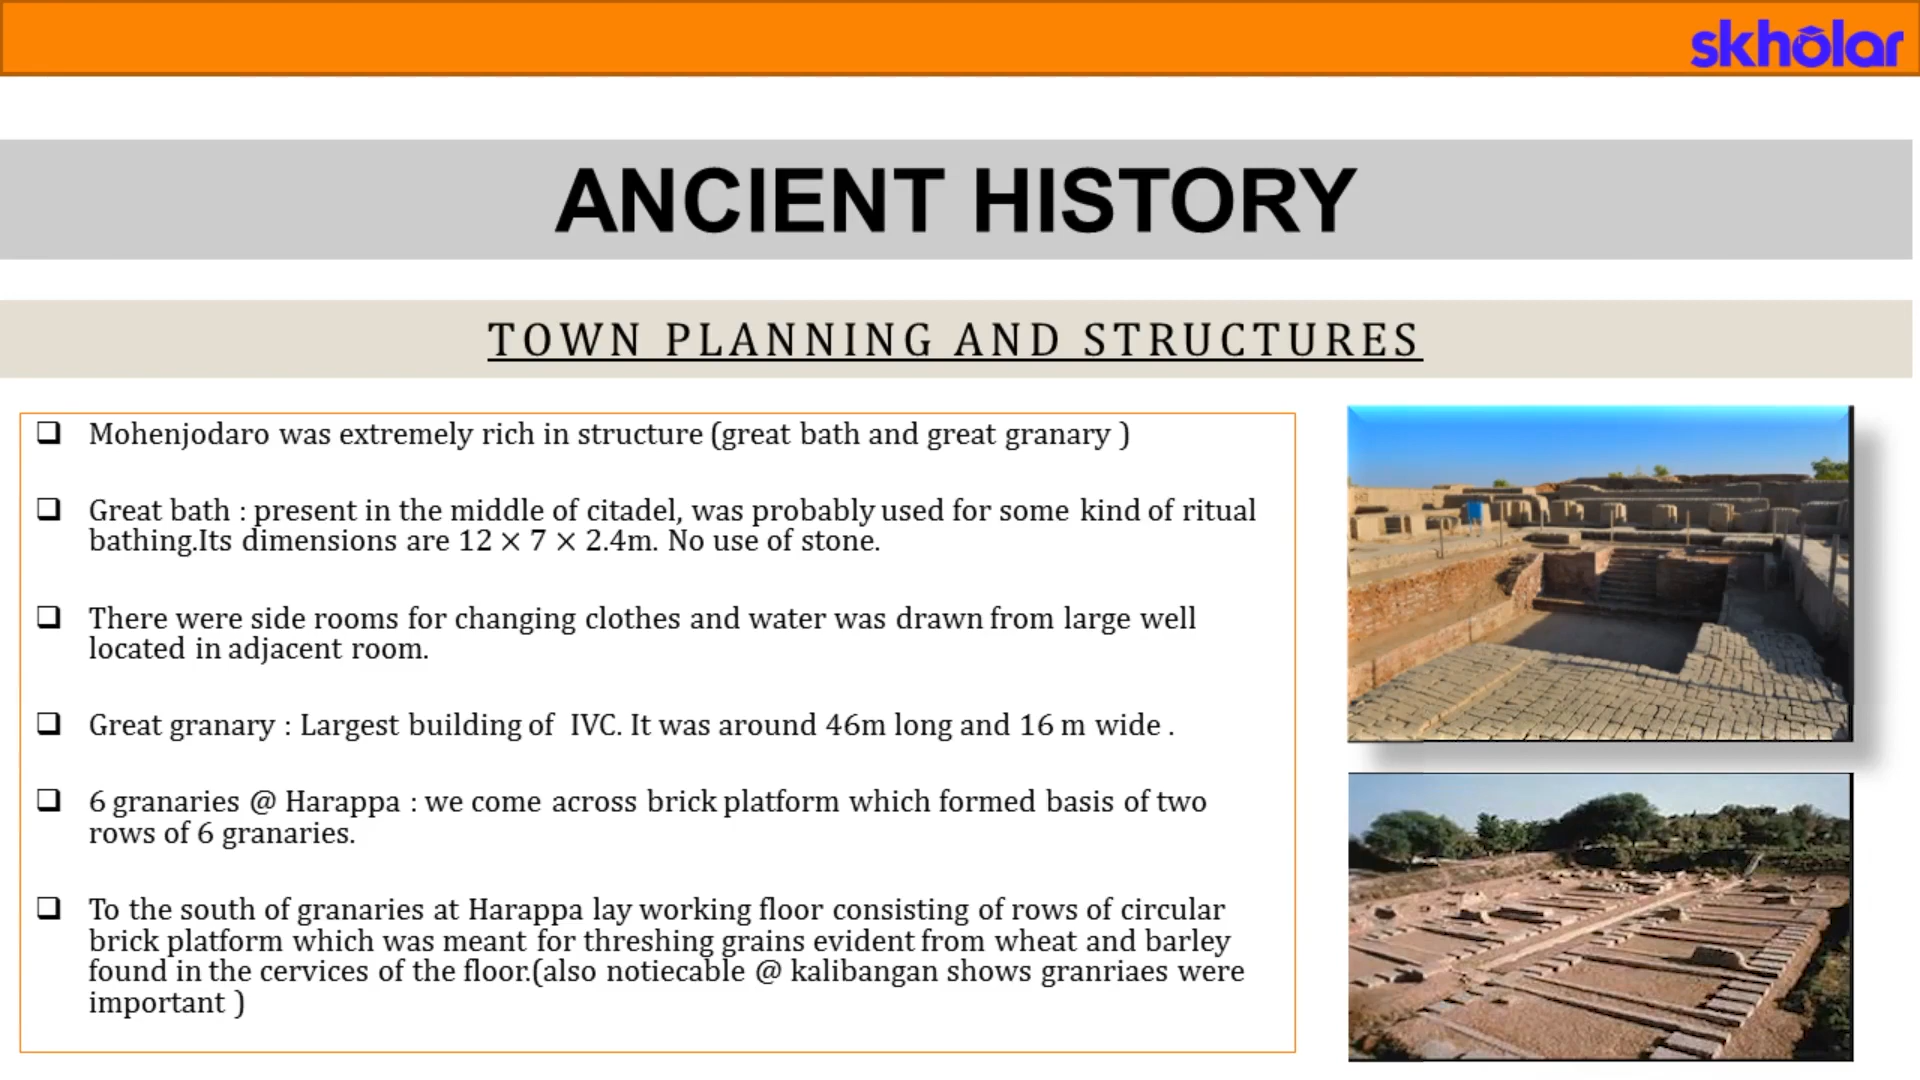 skholar
ANCIENT HISTORY
TOWN PLANNING AND STRUCTURES
Mohenjodaro was extremely rich in structure (great bath and great granary )
Great bath : present in the middle of citadel, was probably used for some kind of ritual
bathing.Its dimensions are 12 × 7 × 2.4m. No use of stone.
There were side rooms for changing clothes and water was drawn from large well
located in adjacent room.
Great granary : Largest building of IVC. It was around 46m long and 16 m wide .
6 granaries @ Harappa : we come across brick platform which formed basis of two
rows of 6 granaries.
To the south of granaries at Harappa lay working floor consisting of rows of circular
brick platform which was meant for threshing grains evident from wheat and barley
found in the cervices of the floor.(also notiecable @ kalibangan shows granriaes were
important )